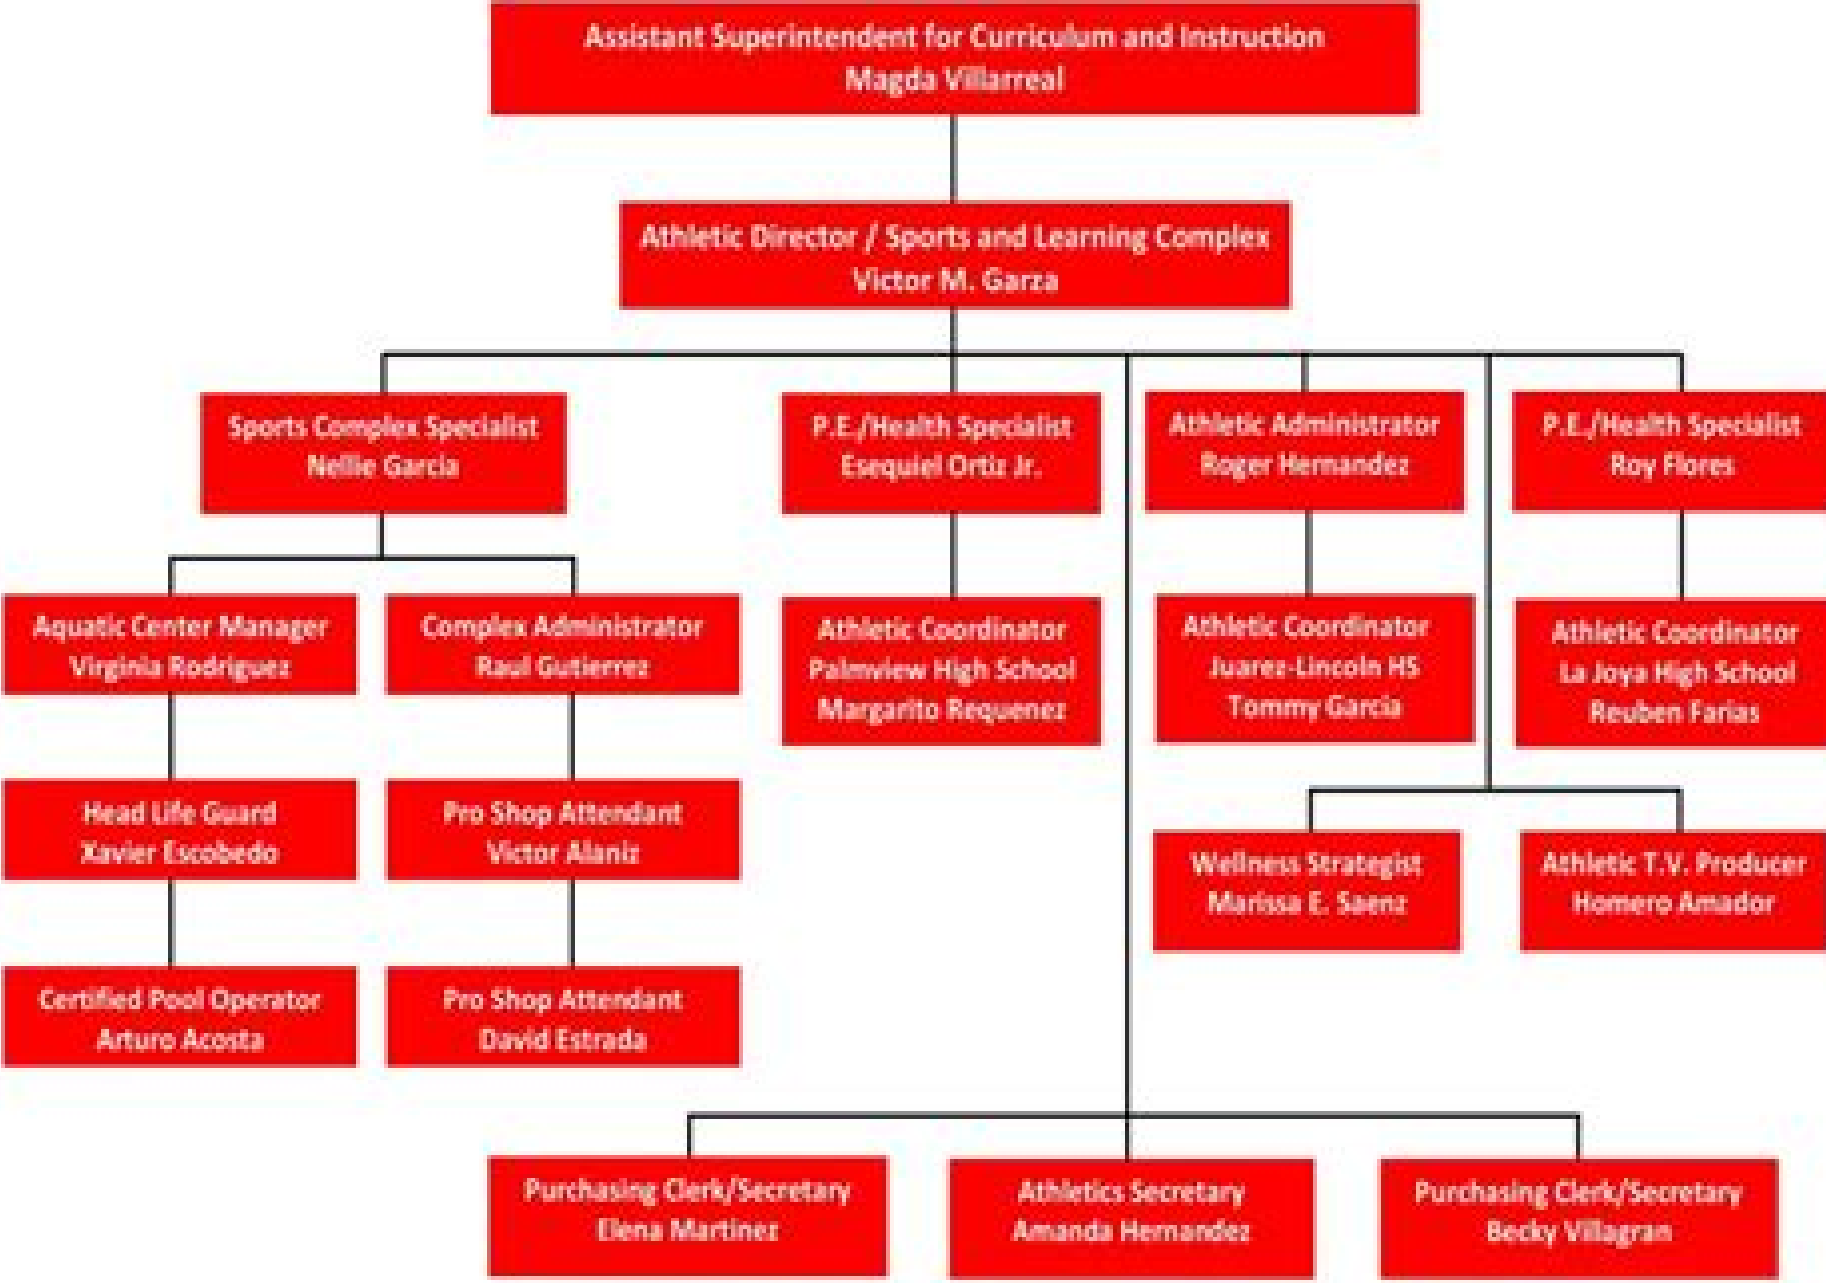 Assistant Superintendent for Curriculum and Instruction
Magda Villarreal
Athletic Director / Sports and Learning Complex
Victor M. Garza
Sports Complex Specialist
Nellie Garcia
P.E./Health Specialist
Esequiel Ortiz Jr.
Athletic Administrator
Roger Hernandez
P.E./Health Specialist
Roy Flores
Aquatic Center Manager
Virginia Rodriguez
Complex Administrator
Raul Gutierrez
Athletic Coordinator
Palmview High School
Margarito Requenez
Athletic Coordinator
Juarez-Lincoln HS
Tommy Garcia
Athletic Coordinator
La Joya High School
Reuben Farias
Head Life Guard
Xavier Escobedo
Pro Shop Attendant
Victor Alaniz
Wellness Strategist
Marissa E. Saenz
Athletic T.V. Producer
Homero Amador
Certified Pool Operator
Arturo Acosta
Pro Shop Attendant
David Estrada
Purchasing Clerk/Secretary
Elena Martinez
Athletics Secretary
Amanda Hernandez
Purchasing Clerk/Secretary
Becky Villagran